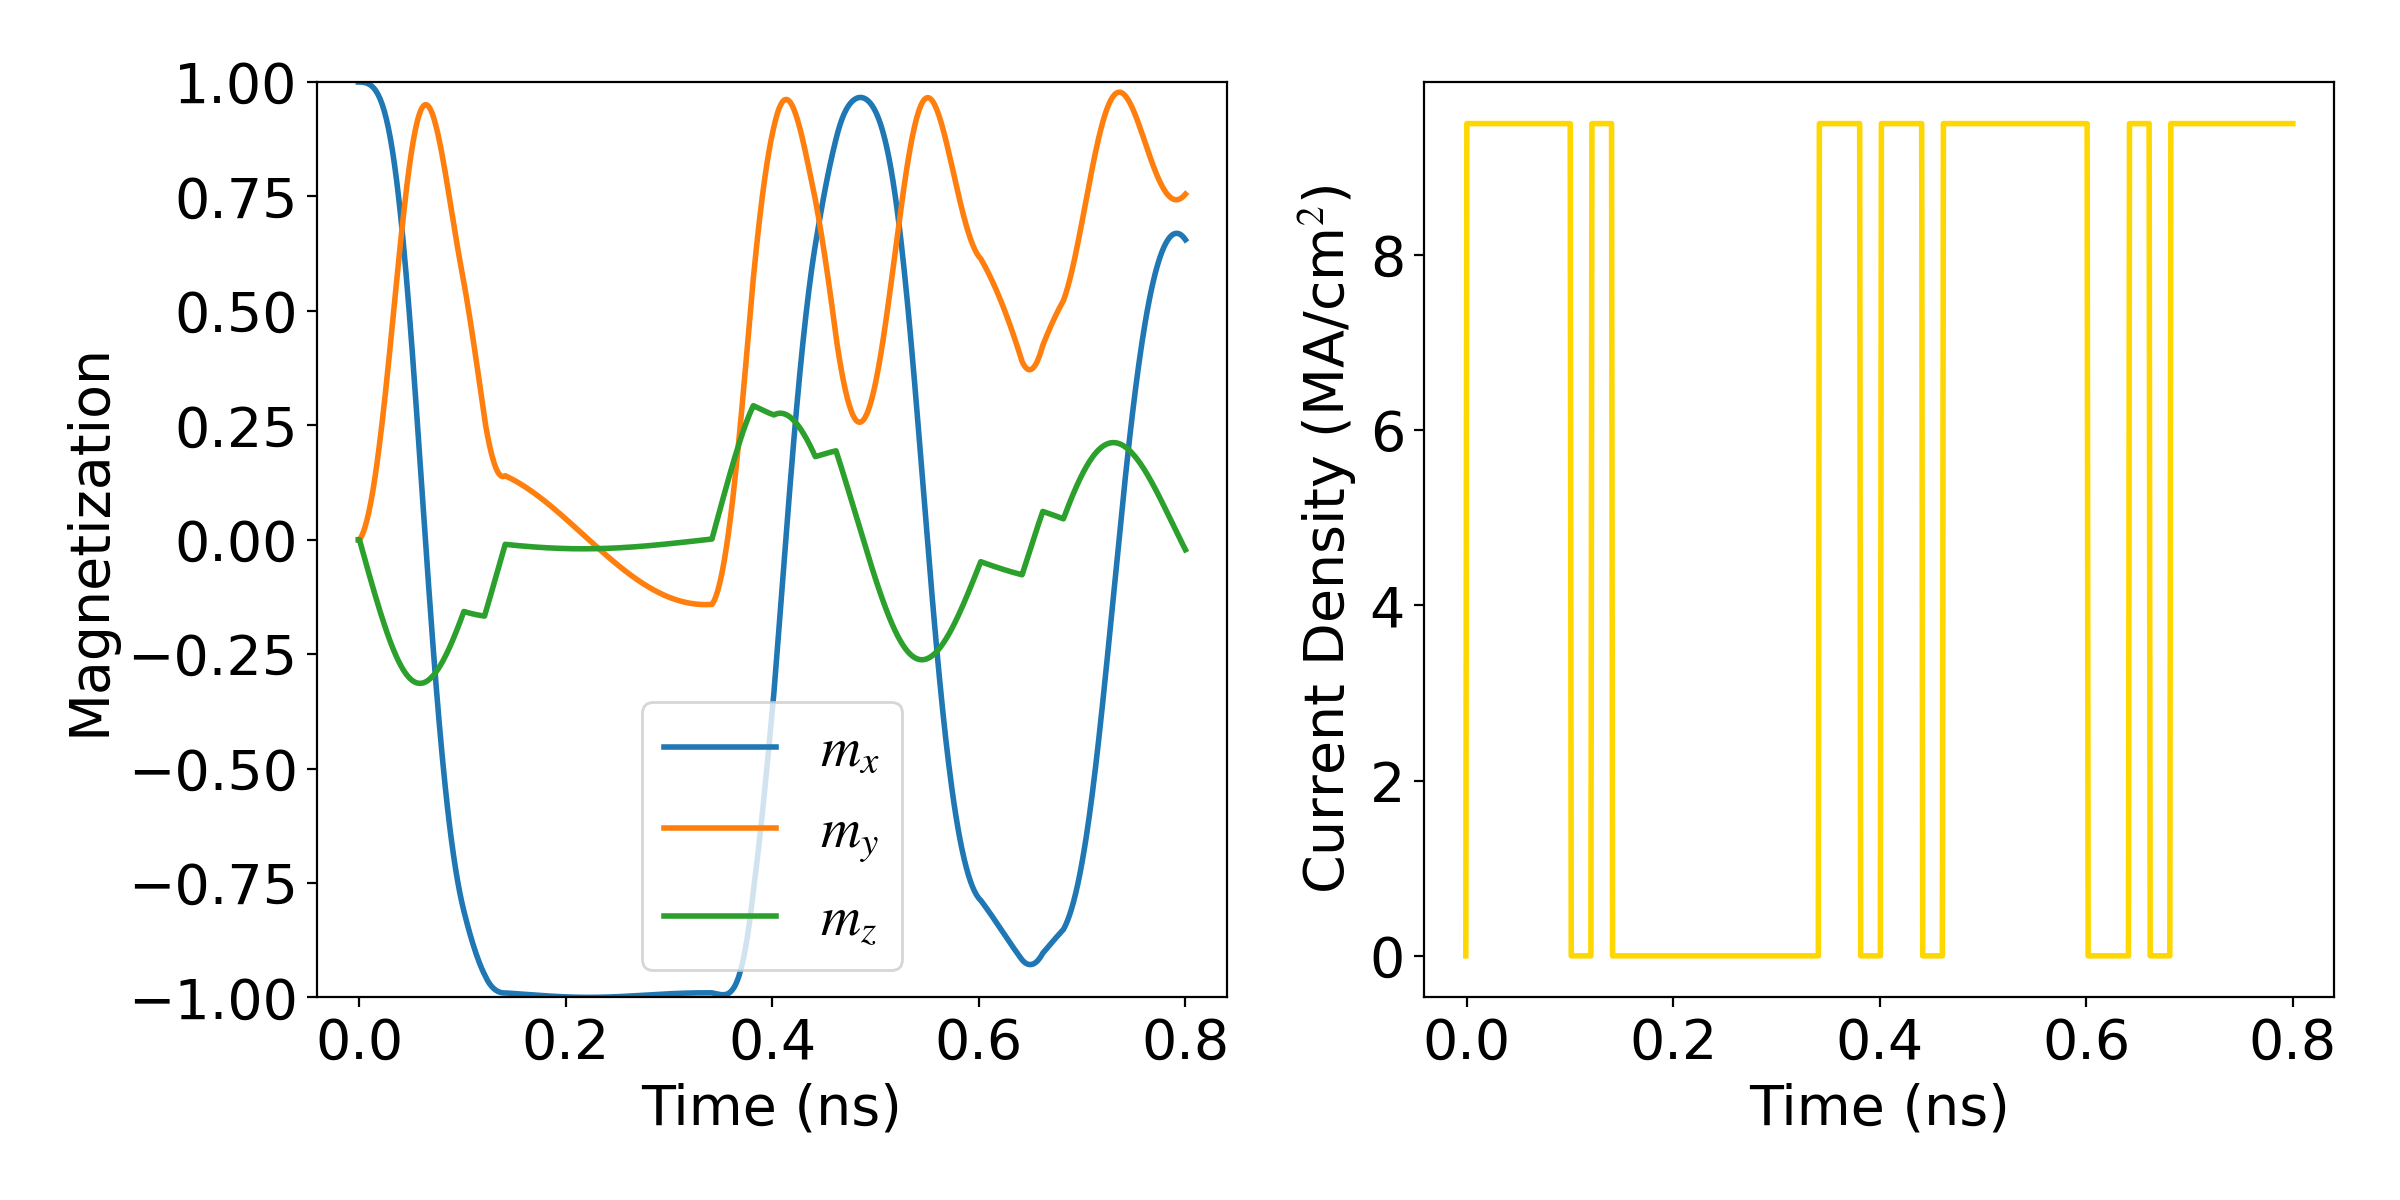 1.00
0.75
0.50
0.25
0.00
−0.25
−0.50
−0.75
−1.00
Magnetization
0.0 0.2 0.4 0.6 0.8
Time (ns)
m_x
m_y
m_z
8
6
4
2
0
Current Density (MA/cm²)
0.0 0.2 0.4 0.6 0.8
Time (ns)